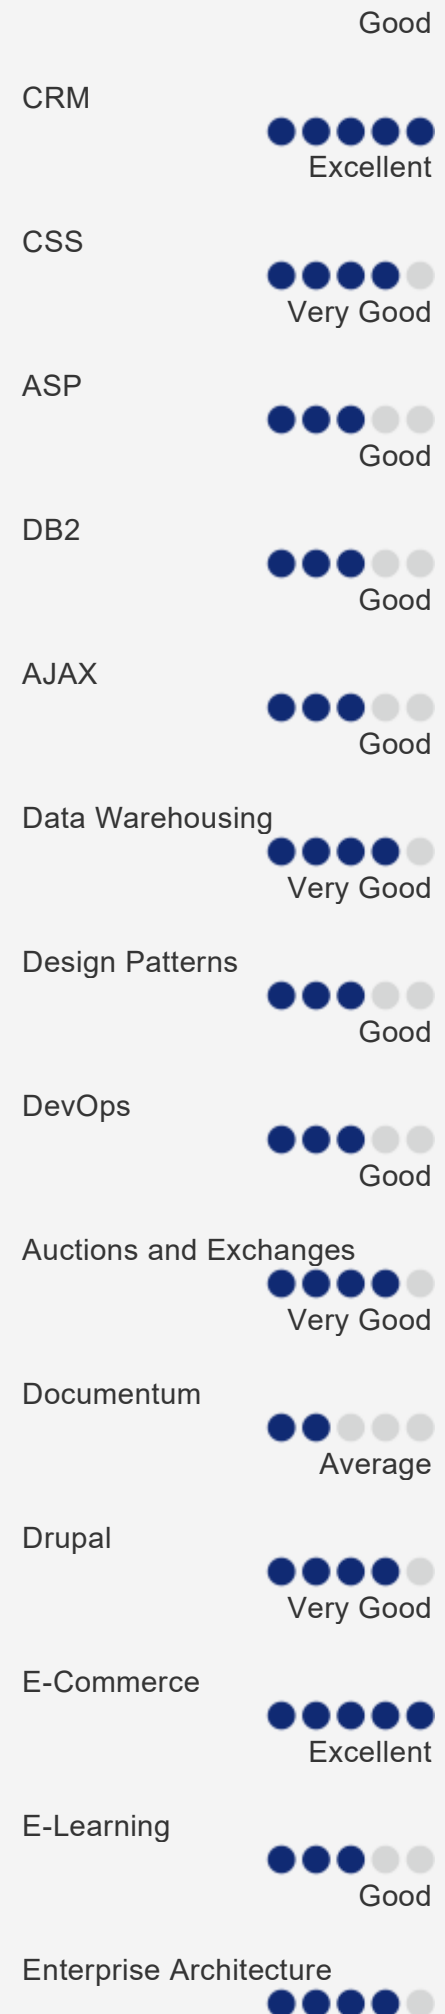 Good
CRM
Excellent
CSS
Very Good
ASP
Good
DB2
Good
AJAX
Good
Data Warehousing
Very Good
Design Patterns
Good
DevOps
Good
Auctions and Exchanges
Very Good
Documentum
Average
Drupal
Very Good
E-Commerce
Excellent
E-Learning
Good
Enterprise Architecture